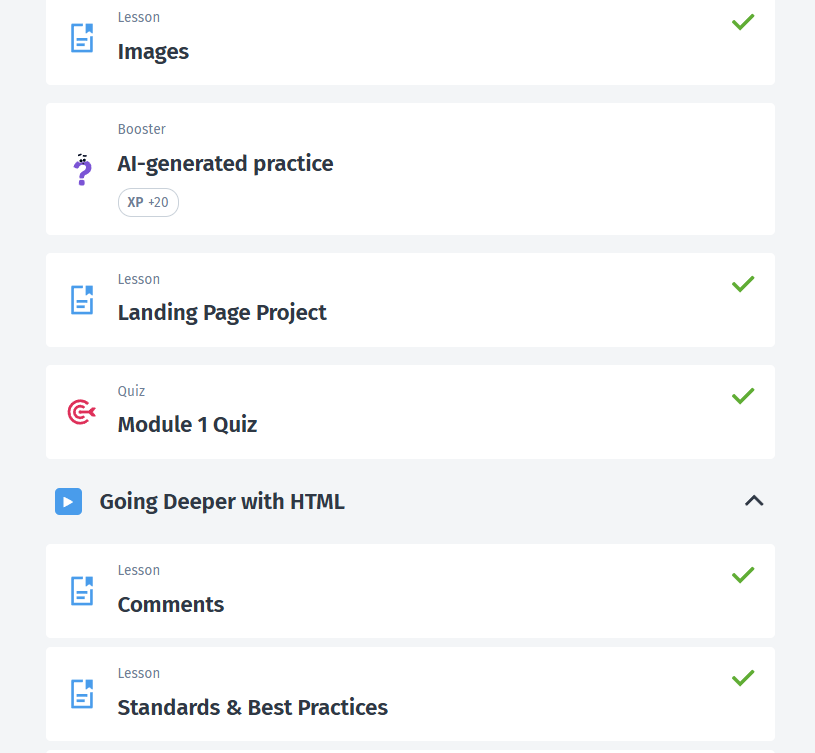 Lesson
Images
Booster
AI-generated practice
XP +20
Lesson
Landing Page Project
Quiz
Module 1 Quiz
Going Deeper with HTML
Lesson
Comments
Lesson
Standards & Best Practices